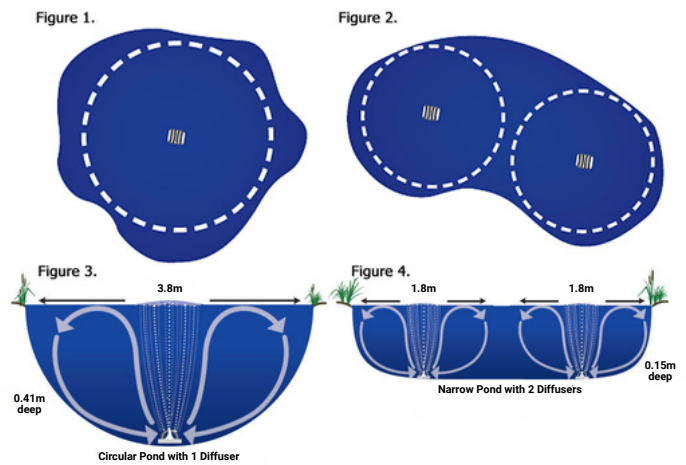 Figure 1.
Figure 2.
Figure 3.
3.8m
0.41m
deep
Circular Pond with 1 Diffuser
Figure 4.
1.8m
1.8m
0.15m
deep
Narrow Pond with 2 Diffusers